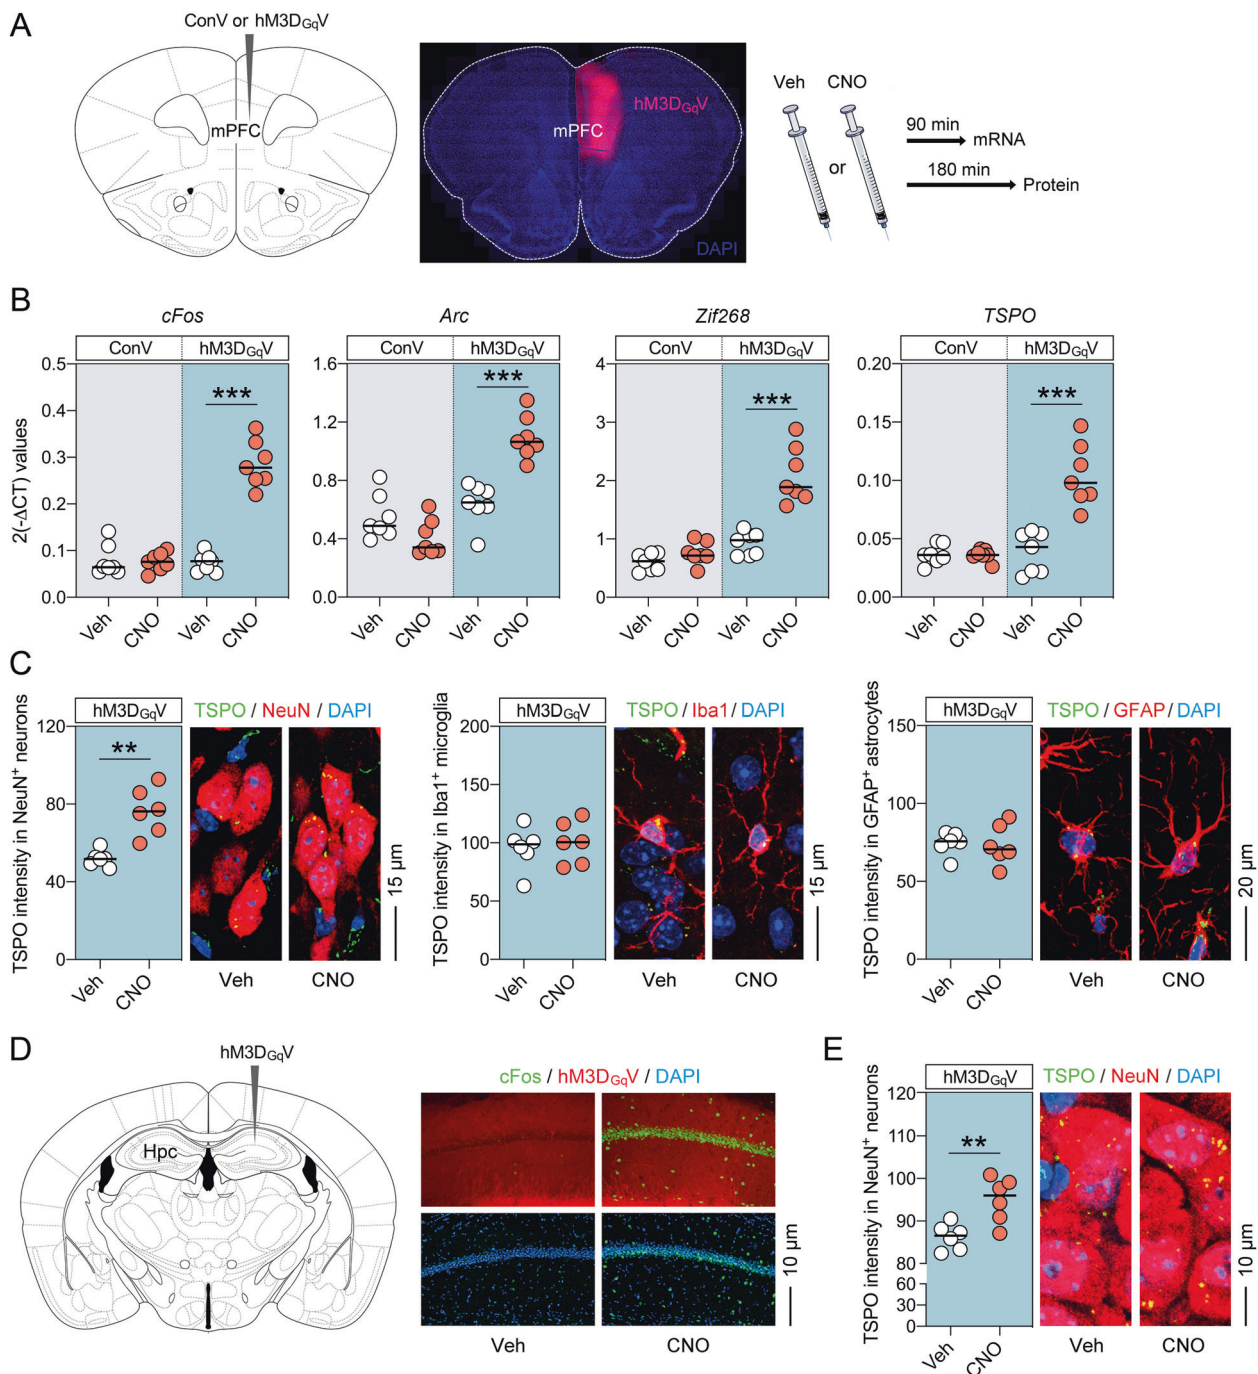 A
ConV or hM3DGqV
mPFC
hM3DGqV
mPFC
DAPI
Veh CNO
or
90 min
mRNA
180 min
Protein
B
cFos
ConV hM3DGqV
2(-ΔCT) values
0.5
0.4
0.3
0.2
0.1
0.0
***
Veh CNO Veh CNO
Arc
ConV hM3DGqV
1.6
1.2
0.8
0.4
0.0
***
Veh CNO Veh CNO
Zif268
ConV hM3DGqV
4
3
2
1
0
***
Veh CNO Veh CNO
TSPO
ConV hM3DGqV
0.20
0.15
0.10
0.05
0.00
***
Veh CNO Veh CNO
C
hM3DGqV
TSPO intensity in NeuN+ neurons
120
80
40
0
**
Veh CNO
TSPO / NeuN / DAPI
Veh CNO
15 µm
hM3DGqV
TSPO intensity in Iba1+ microglia
200
150
100
50
0
Veh CNO
TSPO / Iba1 / DAPI
Veh CNO
15 µm
hM3DGqV
TSPO intensity in GFAP+ astrocytes
150
100
50
0
Veh CNO
TSPO / GFAP / DAPI
Veh CNO
20 µm
D
hM3DGqV
Hpc
cFos / hM3DGqV / DAPI
Veh CNO
10 µm
E
hM3DGqV
TSPO intensity in NeuN+ neurons
120
110
100
90
80
60
30
0
**
Veh CNO
TSPO / NeuN / DAPI
Veh CNO
10 µm